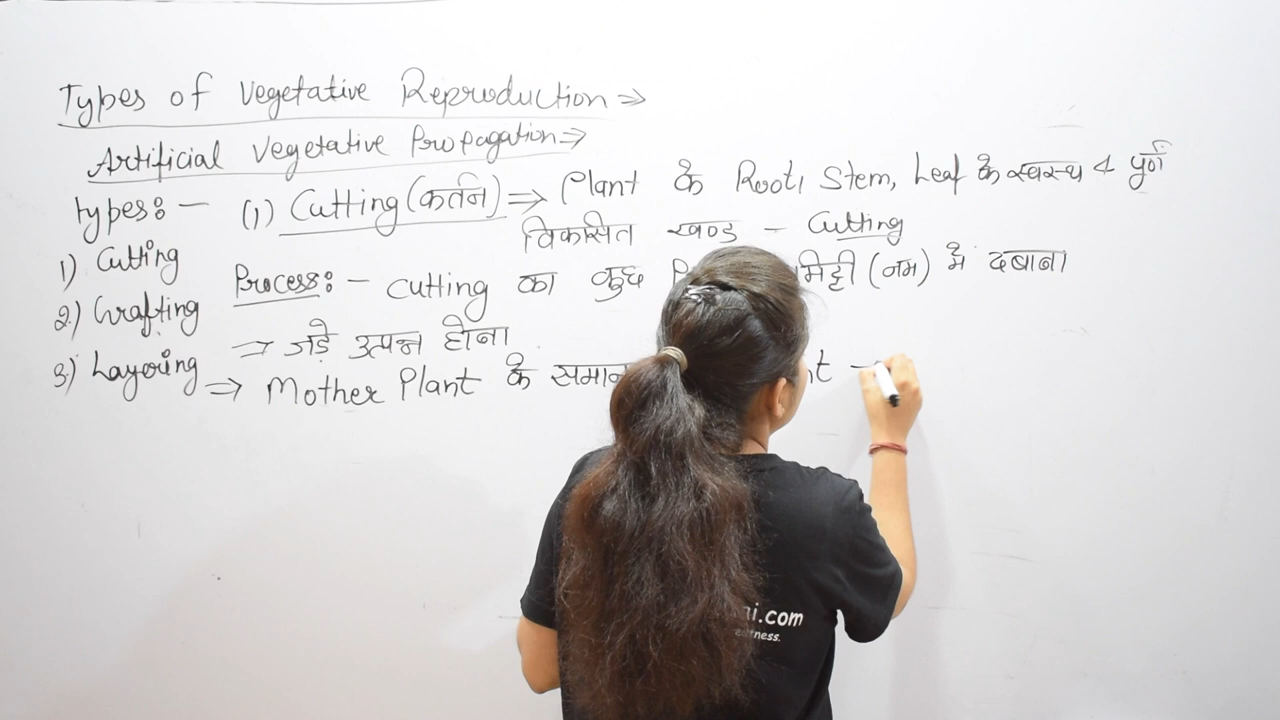 Types of Vegetative Reproduction ⇒
Artificial Vegetative Propagation ⇒
Types: - (1) Cutting (कर्तन) ⇒ Plant के Root, Stem, Leaf के स्वस्थ & पूर्ण
विकसित खण्ड - Cutting
1) Cutting
Process: - Cutting का कुछ मिट्टी (नम) मे दबाना
2) Grafting
⇒ जड़े उत्पन्न होना
3) Layering
⇒ Mother Plant के समान
.com